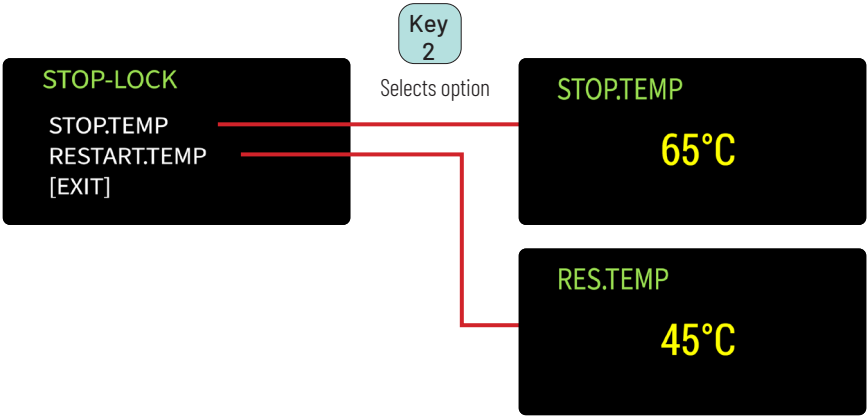 Key
2
Selects option
STOP-LOCK
STOP.TEMP
RESTART.TEMP
[EXIT]
STOP.TEMP
65°C
RES.TEMP
45°C